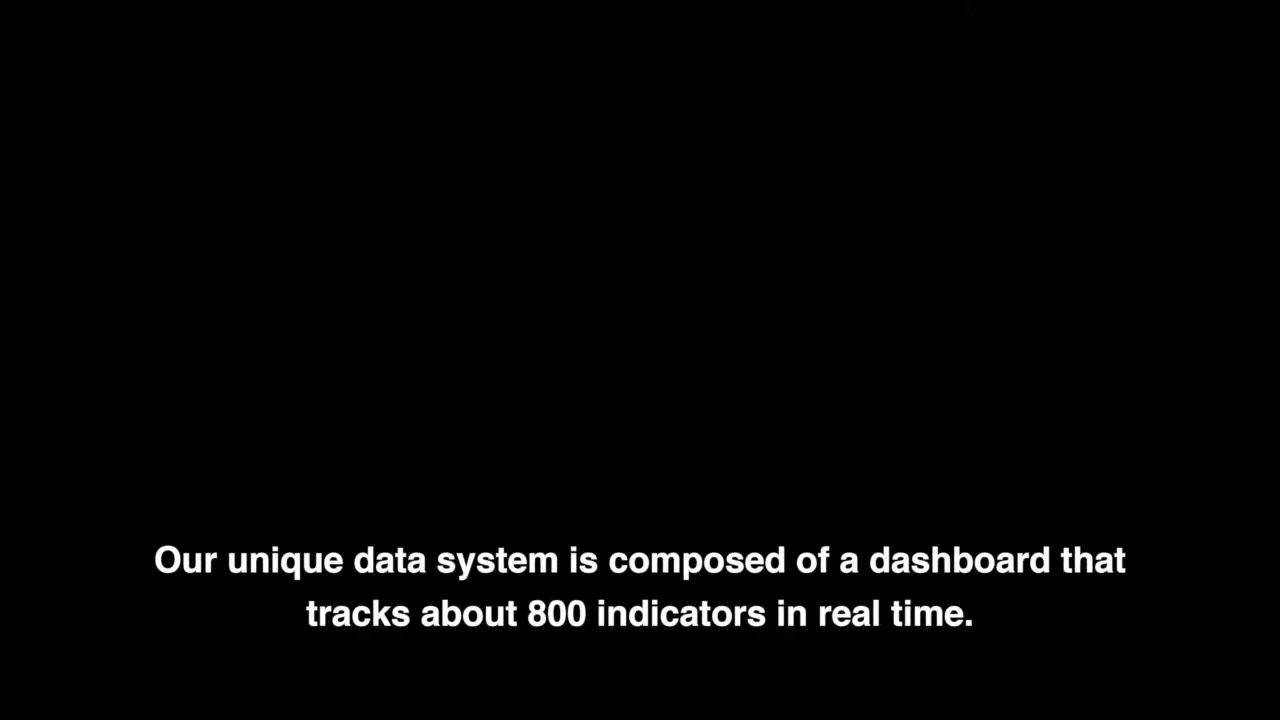 Our unique data system is composed of a dashboard that
tracks about 800 indicators in real time.